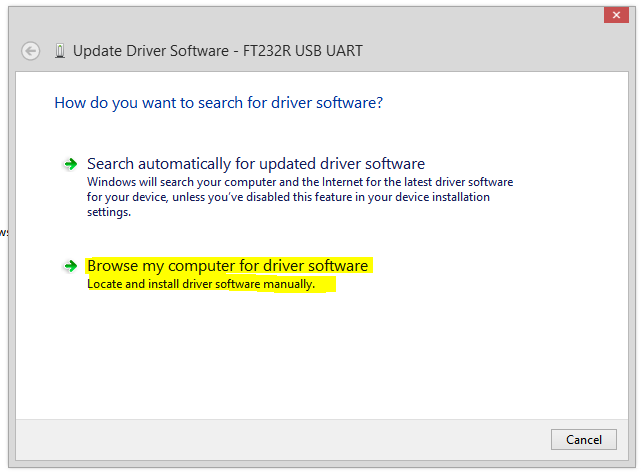 Update Driver Software - FT232R USB UART
How do you want to search for driver software?
Search automatically for updated driver software
Windows will search your computer and the Internet for the latest driver software
for your device, unless you've disabled this feature in your device installation
settings.
ws
Browse my computer for driver software
Locate and install driver software manually.
Cancel